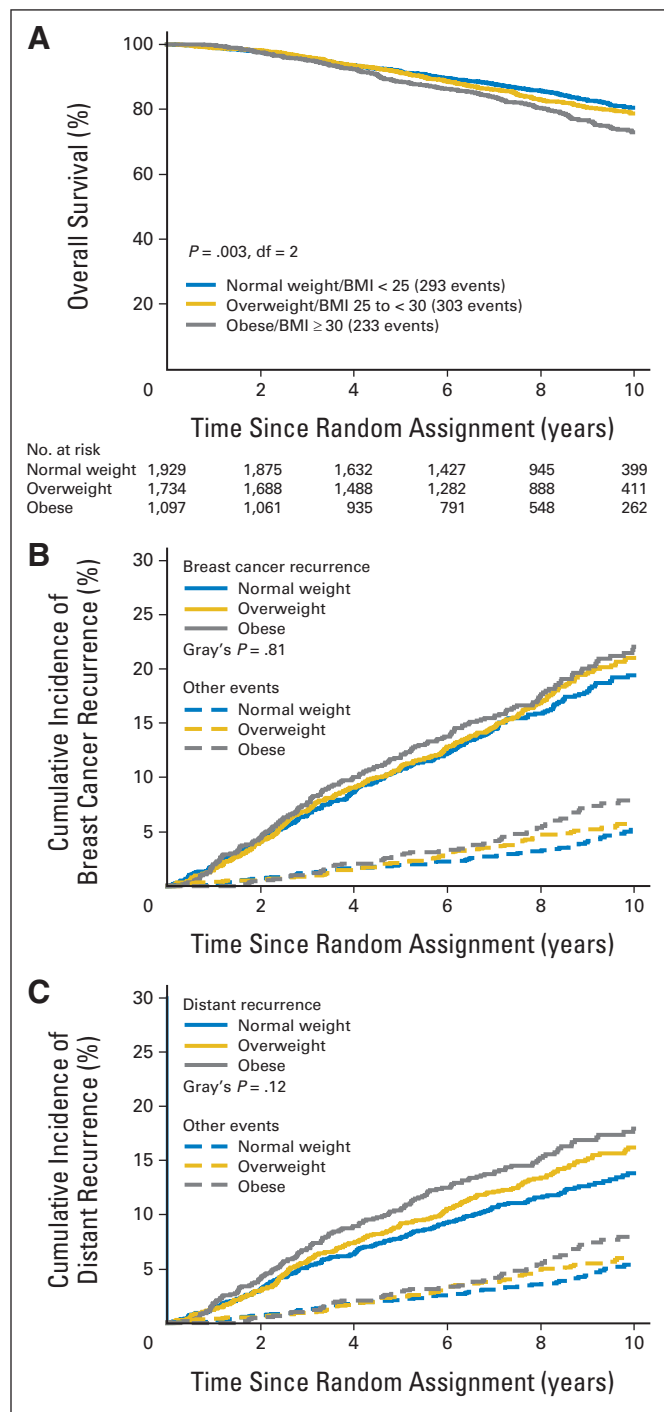 A
Overall Survival (%)
100
80
60
40
20
0
P = .003, df = 2
Normal weight/BMI < 25 (293 events)
Overweight/BMI 25 to < 30 (303 events)
Obese/BMI ≥ 30 (233 events)
2 4 6 8 10
Time Since Random Assignment (years)
No. at risk
Normal weight 1,929 1,875 1,632 1,427 945 399
Overweight 1,734 1,688 1,488 1,282 888 411
Obese 1,097 1,061 935 791 548 262
B
Cumulative Incidence of
Breast Cancer Recurrence (%)
30
25
20
15
10
5
0
Breast cancer recurrence
Normal weight
Overweight
Obese
Gray's P = .81
Other events
Normal weight
Overweight
Obese
2 4 6 8 10
Time Since Random Assignment (years)
C
Cumulative Incidence of
Distant Recurrence (%)
30
25
20
15
10
5
0
Distant recurrence
Normal weight
Overweight
Obese
Gray's P = .12
Other events
Normal weight
Overweight
Obese
2 4 6 8 10
Time Since Random Assignment (years)